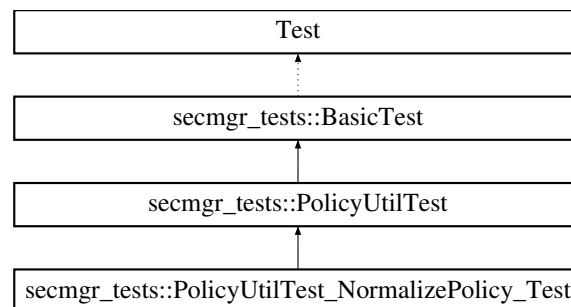 Test
secmgr_tests::BasicTest
secmgr_tests::PolicyUtilTest
secmgr_tests::PolicyUtilTest_NormalizePolicy_Test